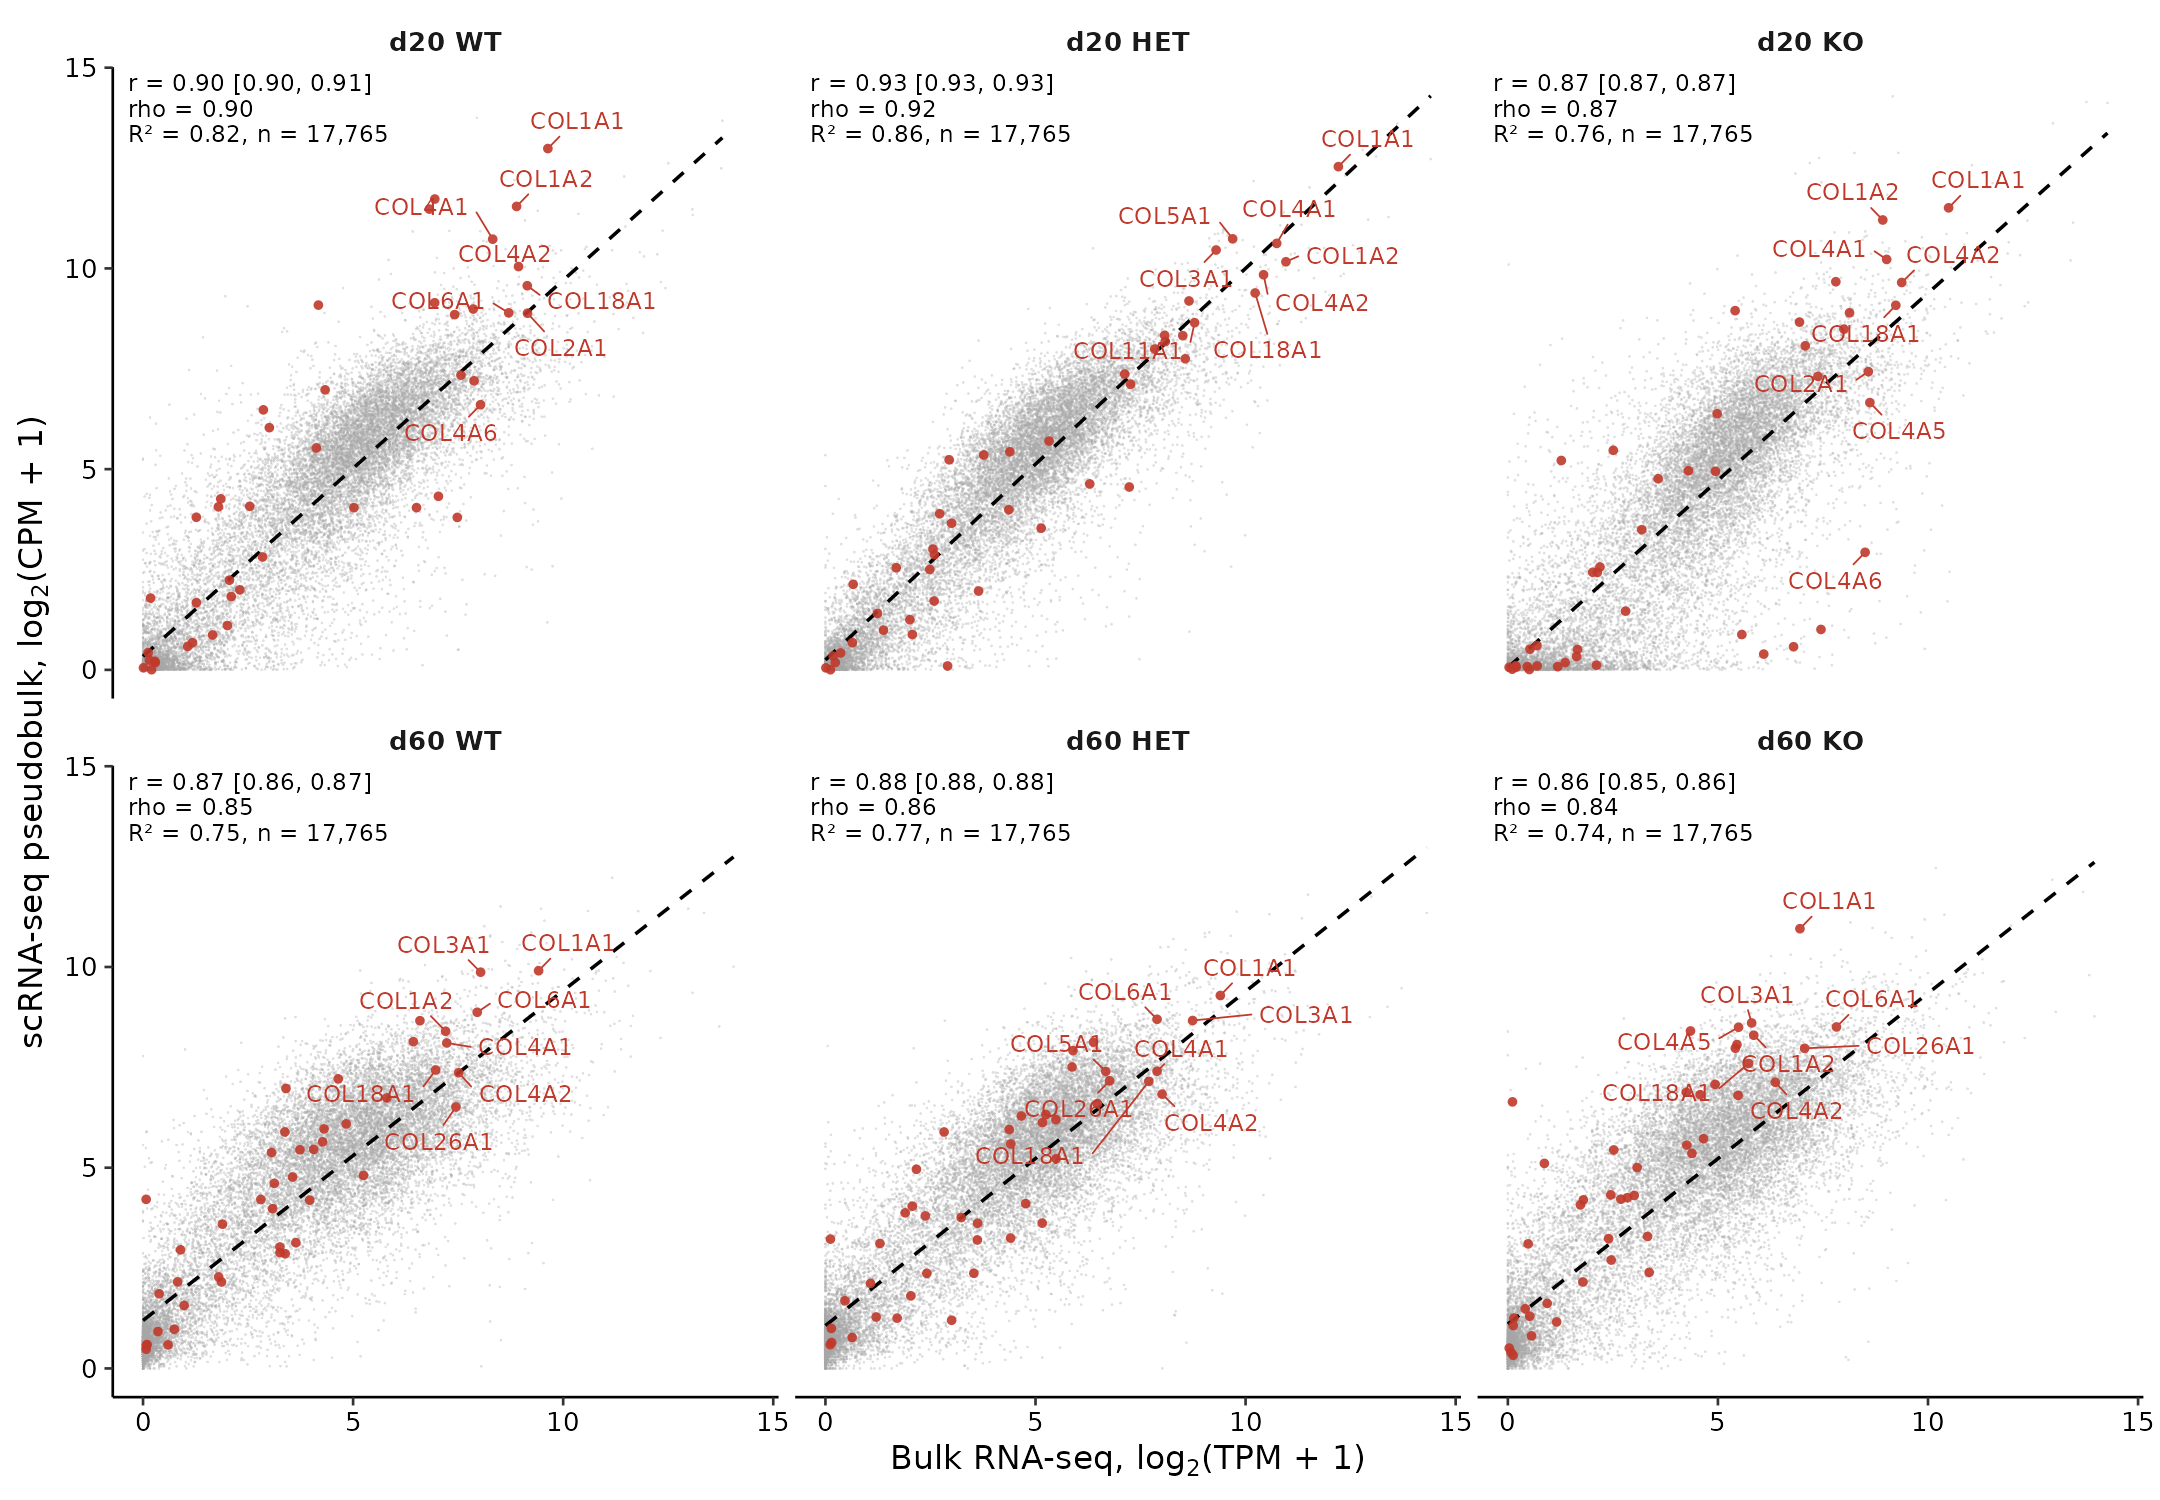 d20 WT
d20 HET
d20 KO
15
10
5
0
r = 0.90 [0.90, 0.91]
rho = 0.90
R² = 0.82, n = 17,765
COL1A1
COL1A2
COL4A1
COL4A2
COL6A1
COL18A1
COL2A1
COL4A6
r = 0.93 [0.93, 0.93]
rho = 0.92
R² = 0.86, n = 17,765
COL1A1
COL5A1
COL4A1
COL1A2
COL3A1
COL4A2
COL11A1
COL18A1
r = 0.87 [0.87, 0.87]
rho = 0.87
R² = 0.76, n = 17,765
COL1A1
COL1A2
COL4A1
COL4A2
COL18A1
COL2A1
COL4A5
COL4A6
scRNA-seq pseudobulk, log₂(CPM + 1)
d60 WT
d60 HET
d60 KO
15
10
5
0
r = 0.87 [0.86, 0.87]
rho = 0.85
R² = 0.75, n = 17,765
COL3A1
COL1A1
COL1A2
COL6A1
COL4A1
COL18A1
COL4A2
COL26A1
r = 0.88 [0.88, 0.88]
rho = 0.86
R² = 0.77, n = 17,765
COL1A1
COL6A1
COL3A1
COL5A1
COL4A1
COL26A1
COL4A2
COL18A1
r = 0.86 [0.85, 0.86]
rho = 0.84
R² = 0.74, n = 17,765
COL1A1
COL3A1
COL6A1
COL4A5
COL26A1
COL1A2
COL18A1
COL4A2
0 5 10 15
0 5 10 15
0 5 10 15
Bulk RNA-seq, log₂(TPM + 1)